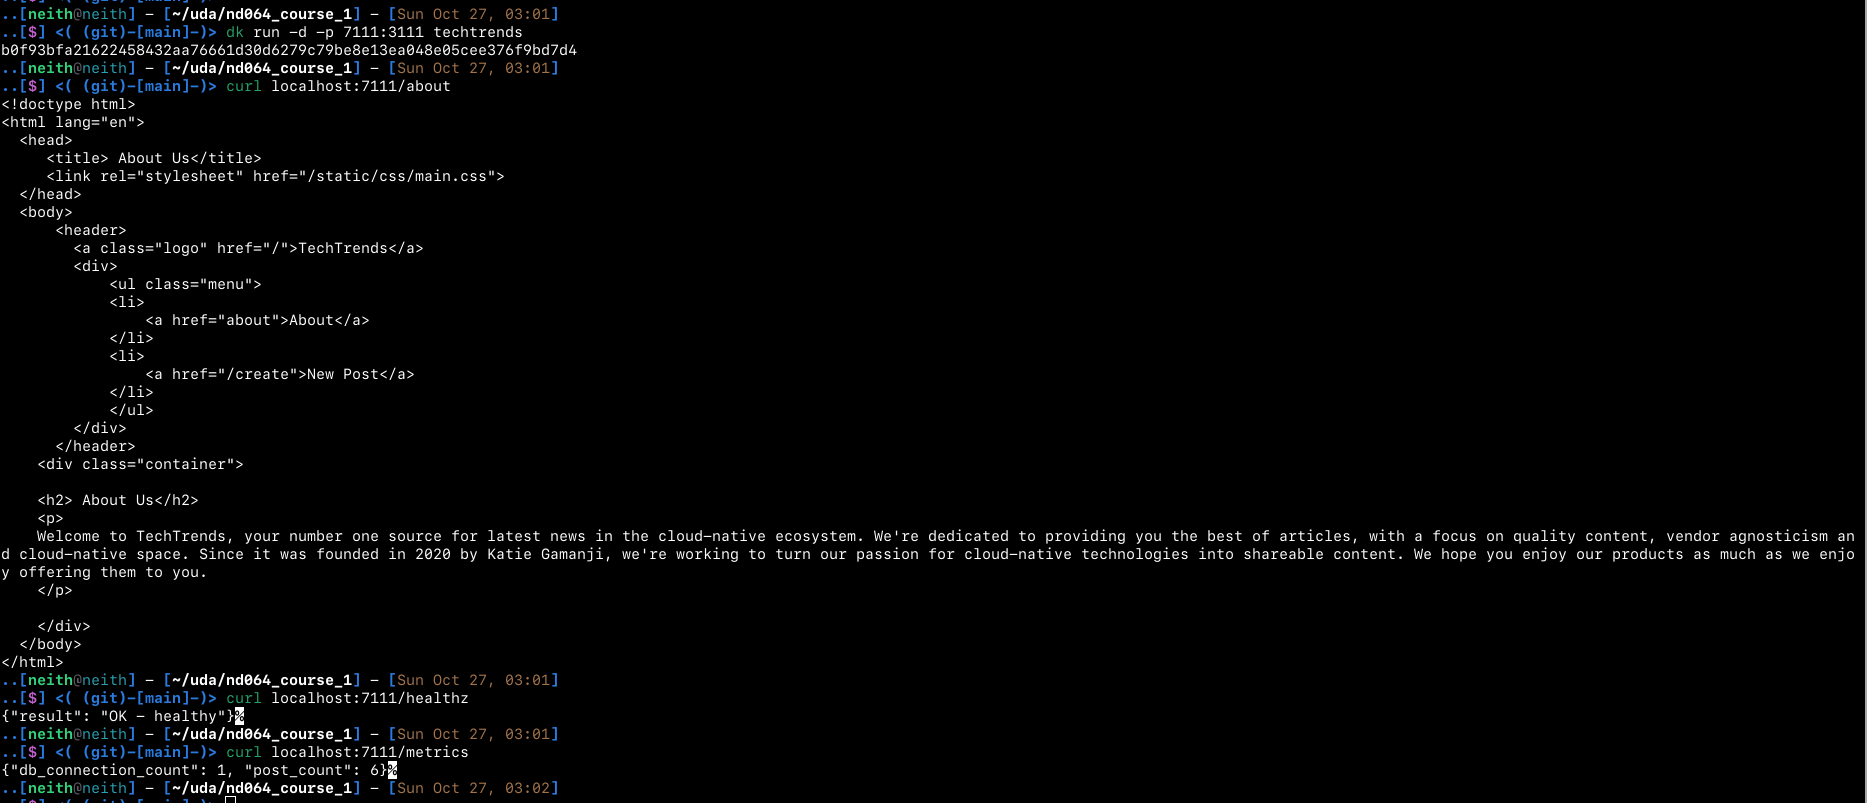 ..[neith@neith] – [~/uda/nd064_course_1] – [Sun Oct 27, 03:01]
..[$] <( (git)-[main]-)> dk run -d -p 7111:3111 techtrends
b0f93bfa21622458432aa76661d30d6279c79be8e13ea048e05cee376f9bd7d4
..[neith@neith] – [~/uda/nd064_course_1] – [Sun Oct 27, 03:01]
..[$] <( (git)-[main]-)> curl localhost:7111/about
<!doctype html>
<html lang="en">
  <head>
     <title> About Us</title>
     <link rel="stylesheet" href="/static/css/main.css">
  </head>
  <body>
      <header>
        <a class="logo" href="/">TechTrends</a>
        <div>
            <ul class="menu">
            <li>
                <a href="about">About</a>
            </li>
            <li>
                <a href="/create">New Post</a>
            </li>
            </ul>
        </div>
      </header>
    <div class="container">
    <h2> About Us</h2>
    <p>
    Welcome to TechTrends, your number one source for latest news in the cloud-native ecosystem. We're dedicated to providing you the best of articles, with a focus on quality content, vendor agnosticism an
d cloud-native space. Since it was founded in 2020 by Katie Gamanji, we're working to turn our passion for cloud-native technologies into shareable content. We hope you enjoy our products as much as we enjo
y offering them to you.
    </p>
    </div>
  </body>
</html>
..[neith@neith] – [~/uda/nd064_course_1] – [Sun Oct 27, 03:01]
..[$] <( (git)-[main]-)> curl localhost:7111/healthz
{"result": "OK - healthy"}%
..[neith@neith] – [~/uda/nd064_course_1] – [Sun Oct 27, 03:01]
..[$] <( (git)-[main]-)> curl localhost:7111/metrics
{"db_connection_count": 1, "post_count": 6}%
..[neith@neith] – [~/uda/nd064_course_1] – [Sun Oct 27, 03:02]
..[$] <( (git)-[main]-)>